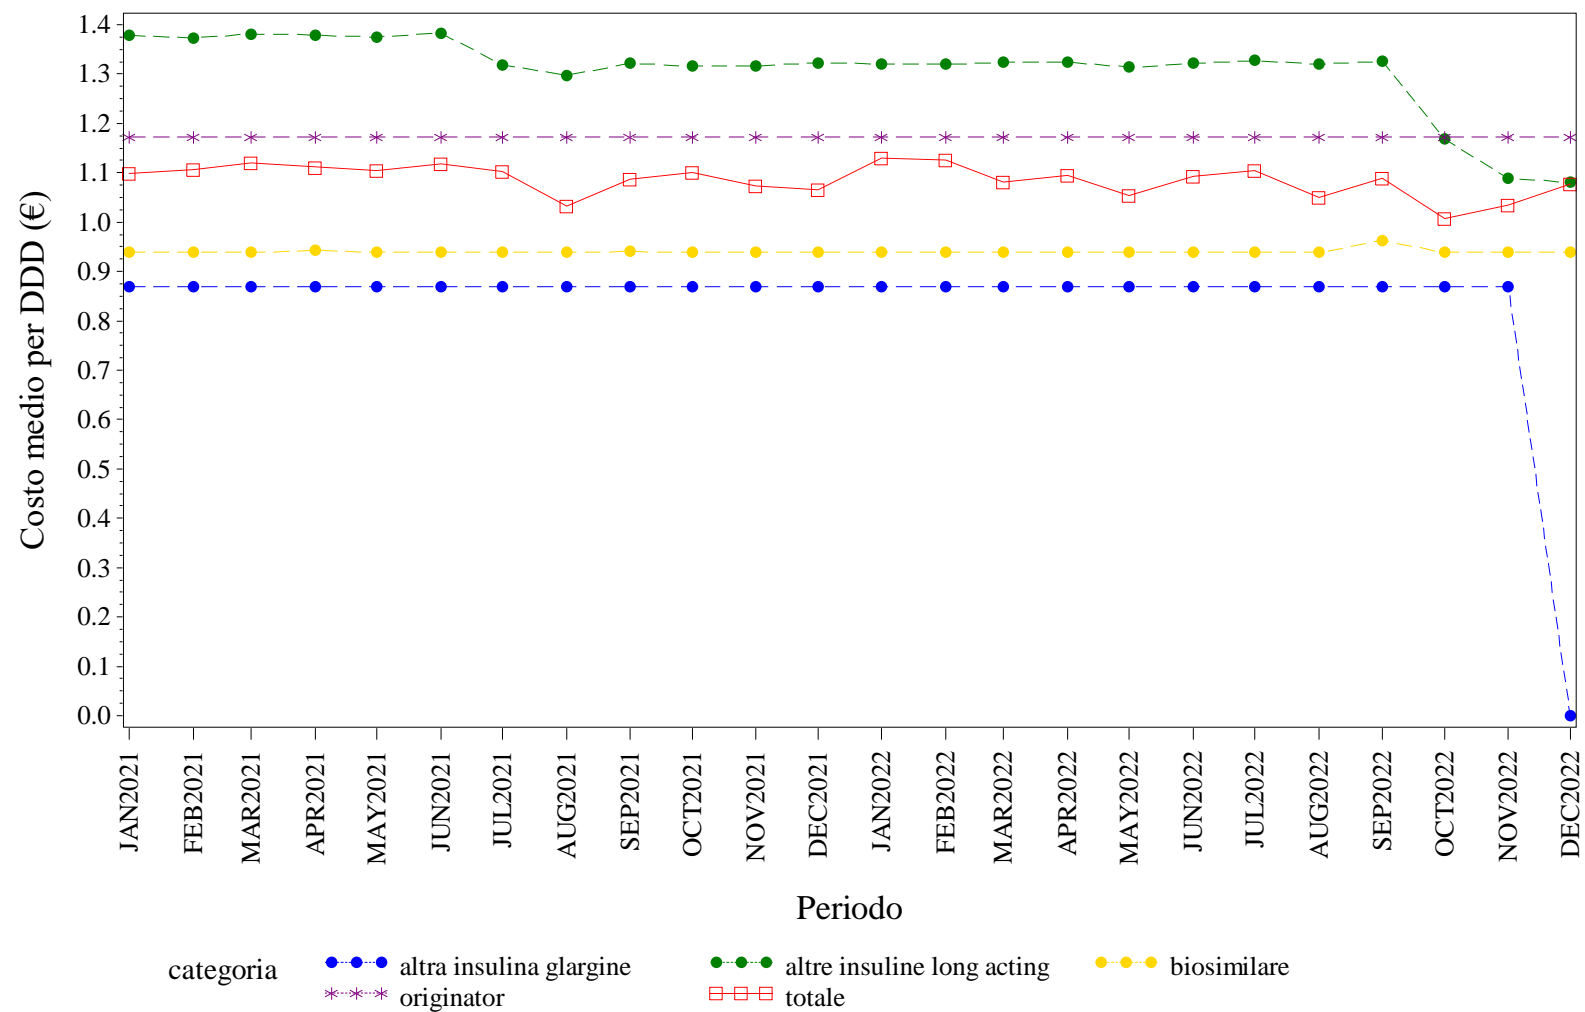 Costo medio per DDD (€)
1.4
1.3
1.2
1.1
1.0
0.9
0.8
0.7
0.6
0.5
0.4
0.3
0.2
0.1
0.0
JAN2021
FEB2021
MAR2021
APR2021
MAY2021
JUN2021
JUL2021
AUG2021
SEP2021
OCT2021
NOV2021
DEC2021
JAN2022
FEB2022
MAR2022
APR2022
MAY2022
JUN2022
JUL2022
AUG2022
SEP2022
OCT2022
NOV2022
DEC2022
Periodo
categoria altra insulina glargine altre insuline long acting biosimilare
originator totale